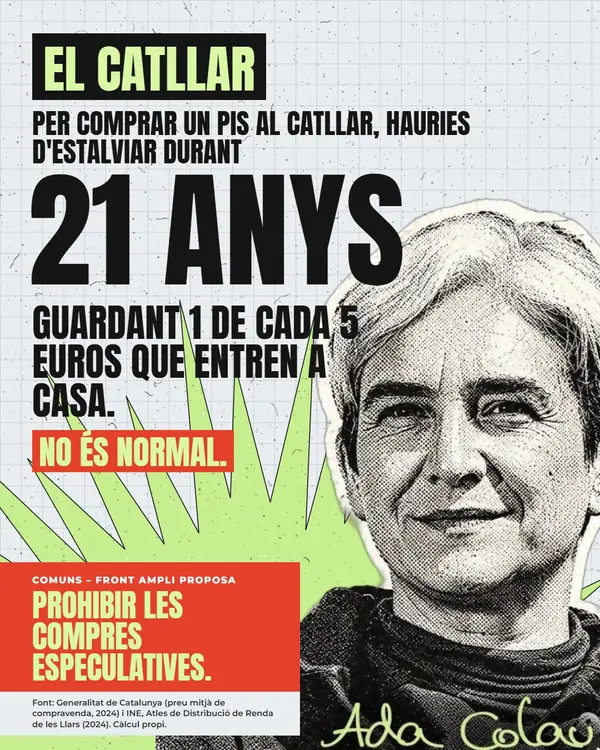 EL CATLLAR
PER COMPRAR UN PIS AL CATLLAR, HAURIES
D'ESTALVIAR DURANT
21 ANYS
GUARDANT 1 DE CADA 5
EUROS QUE ENTREN A
CASA.
NO ÉS NORMAL.
COMUNS – FRONT AMPLI PROPOSA
PROHIBIR LES
COMPRES
ESPECULATIVES.
Font: Generalitat de Catalunya (preu mitjà de
compravenda, 2024) i INE, Atles de Distribució de Renda
de les Llars (2024). Càlcul propi.
Ada Colau